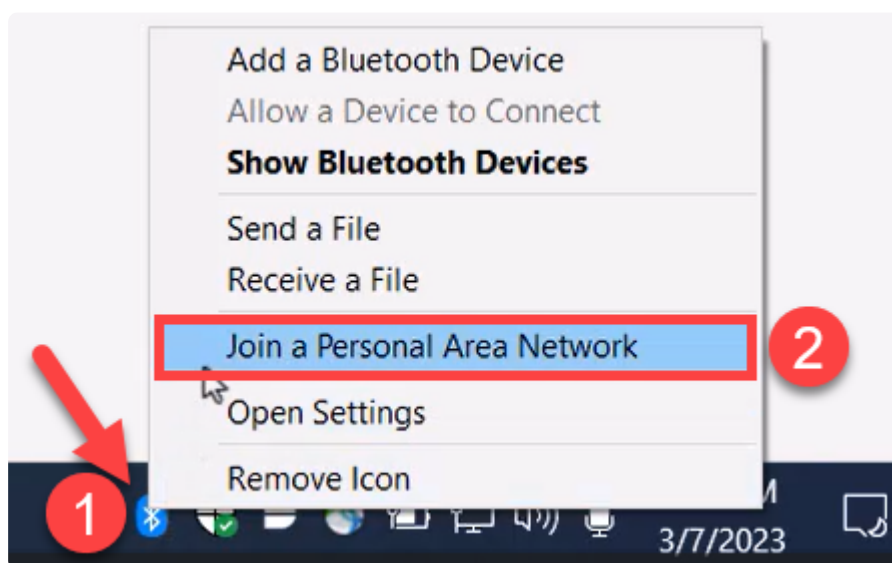 Add a Bluetooth Device
Allow a Device to Connect
Show Bluetooth Devices
Send a File
Receive a File
Join a Personal Area Network
2
Open Settings
Remove Icon
1
M
3/7/2023